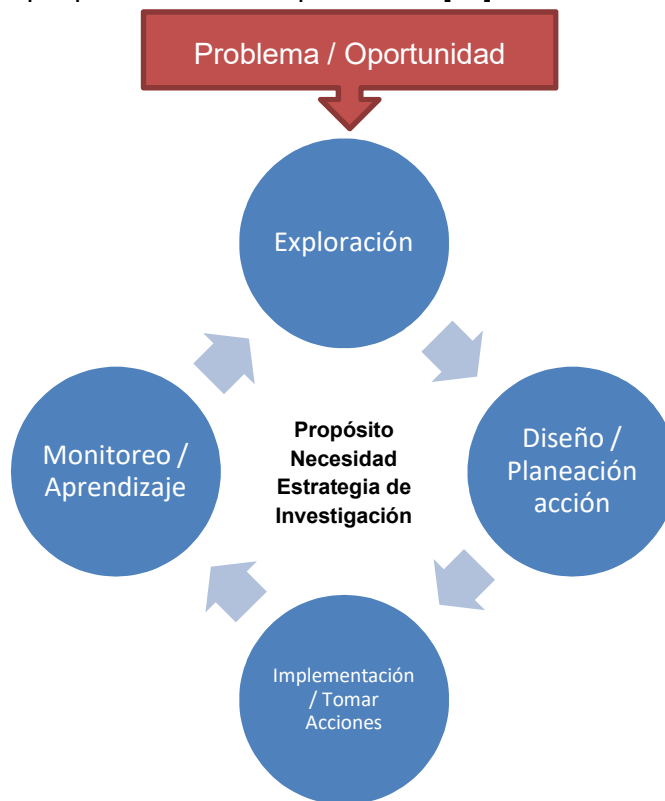 Problema / Oportunidad
Exploración
Diseño /
Planeación
acción
Implementación
/ Tomar
Acciones
Monitoreo /
Aprendizaje
Propósito
Necesidad
Estrategia de
Investigación